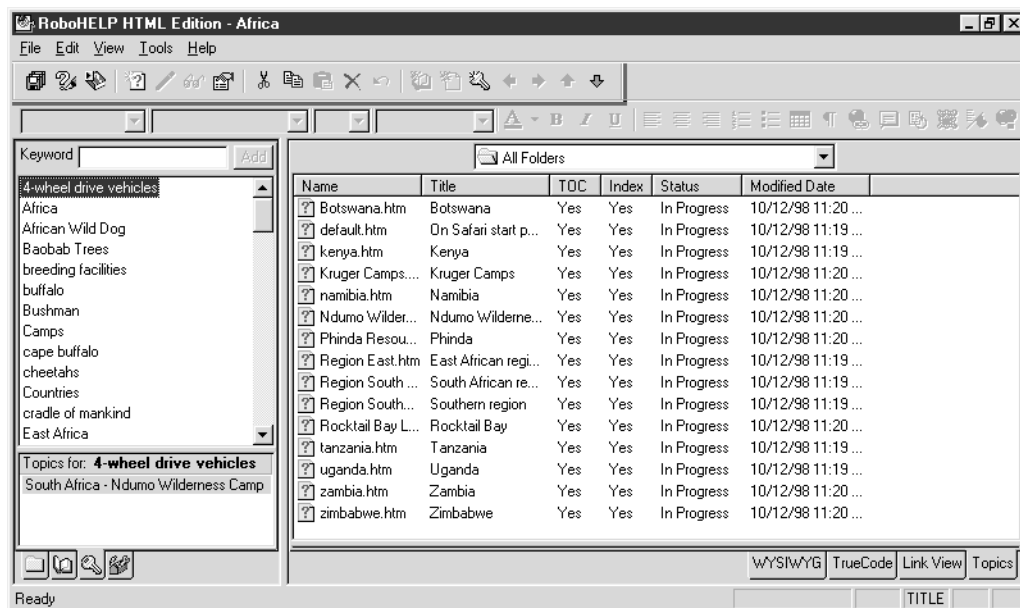 RoboHELP HTML Edition - Africa
File Edit View Tools Help
A B I U
Keyword Add
All Folders
4-wheel drive vehicles
Africa
African Wild Dog
Baobab Trees
breeding facilities
buffalo
Bushman
Camps
cape buffalo
cheetahs
Countries
cradle of mankind
East Africa
Topics for: 4-wheel drive vehicles
South Africa - Ndumo Wilderness Camp
Name Title TOC Index Status Modified Date
Botswana.htm Botswana Yes Yes In Progress 10/12/98 11:20 ...
default.htm On Safari start p... Yes Yes In Progress 10/12/98 11:19 ...
kenya.htm Kenya Yes Yes In Progress 10/12/98 11:19 ...
Kruger Camps.... Kruger Camps Yes Yes In Progress 10/12/98 11:20 ...
namibia.htm Namibia Yes Yes In Progress 10/12/98 11:20 ...
Ndumo Wilder... Ndumo Wilderne... Yes Yes In Progress 10/12/98 11:20 ...
Phinda Resou... Phinda Yes Yes In Progress 10/12/98 11:20 ...
Region East.htm East African regi... Yes Yes In Progress 10/12/98 11:19 ...
Region South ... South African re... Yes Yes In Progress 10/12/98 11:19 ...
Region South... Southern region Yes Yes In Progress 10/12/98 11:19 ...
Rocktail Bay L... Rocktail Bay Yes Yes In Progress 10/12/98 11:20 ...
tanzania.htm Tanzania Yes Yes In Progress 10/12/98 11:19 ...
uganda.htm Uganda Yes Yes In Progress 10/12/98 11:19 ...
zambia.htm Zambia Yes Yes In Progress 10/12/98 11:20 ...
zimbabwe.htm Zimbabwe Yes Yes In Progress 10/12/98 11:20 ...
WYSIWYG TrueCode Link View Topics
Ready TITLE